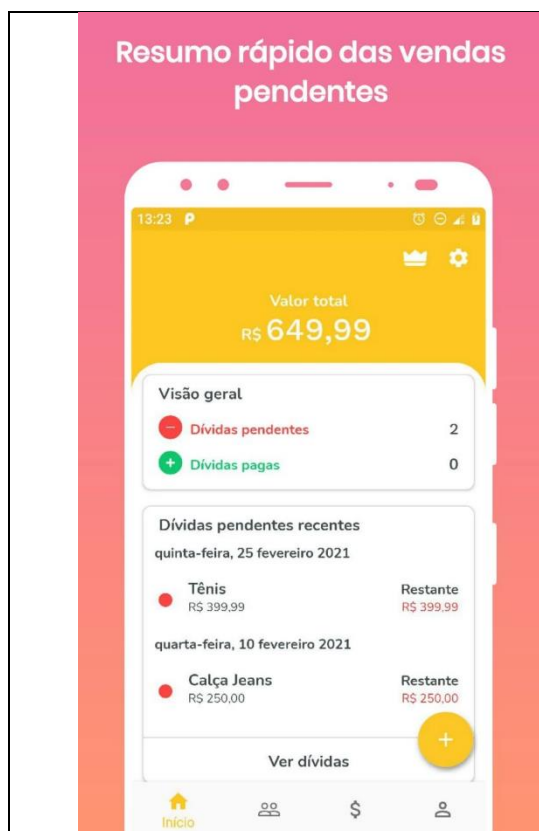 Resumo rápido das vendas
pendentes
13:23
Valor total
R$ 649,99
Visão geral
Dívidas pendentes 2
Dívidas pagas 0
Dívidas pendentes recentes
quinta-feira, 25 fevereiro 2021
Tênis Restante
R$ 399,99 R$ 399,99
quarta-feira, 10 fevereiro 2021
Calça Jeans Restante
R$ 250,00 R$ 250,00
Ver dívidas
Início